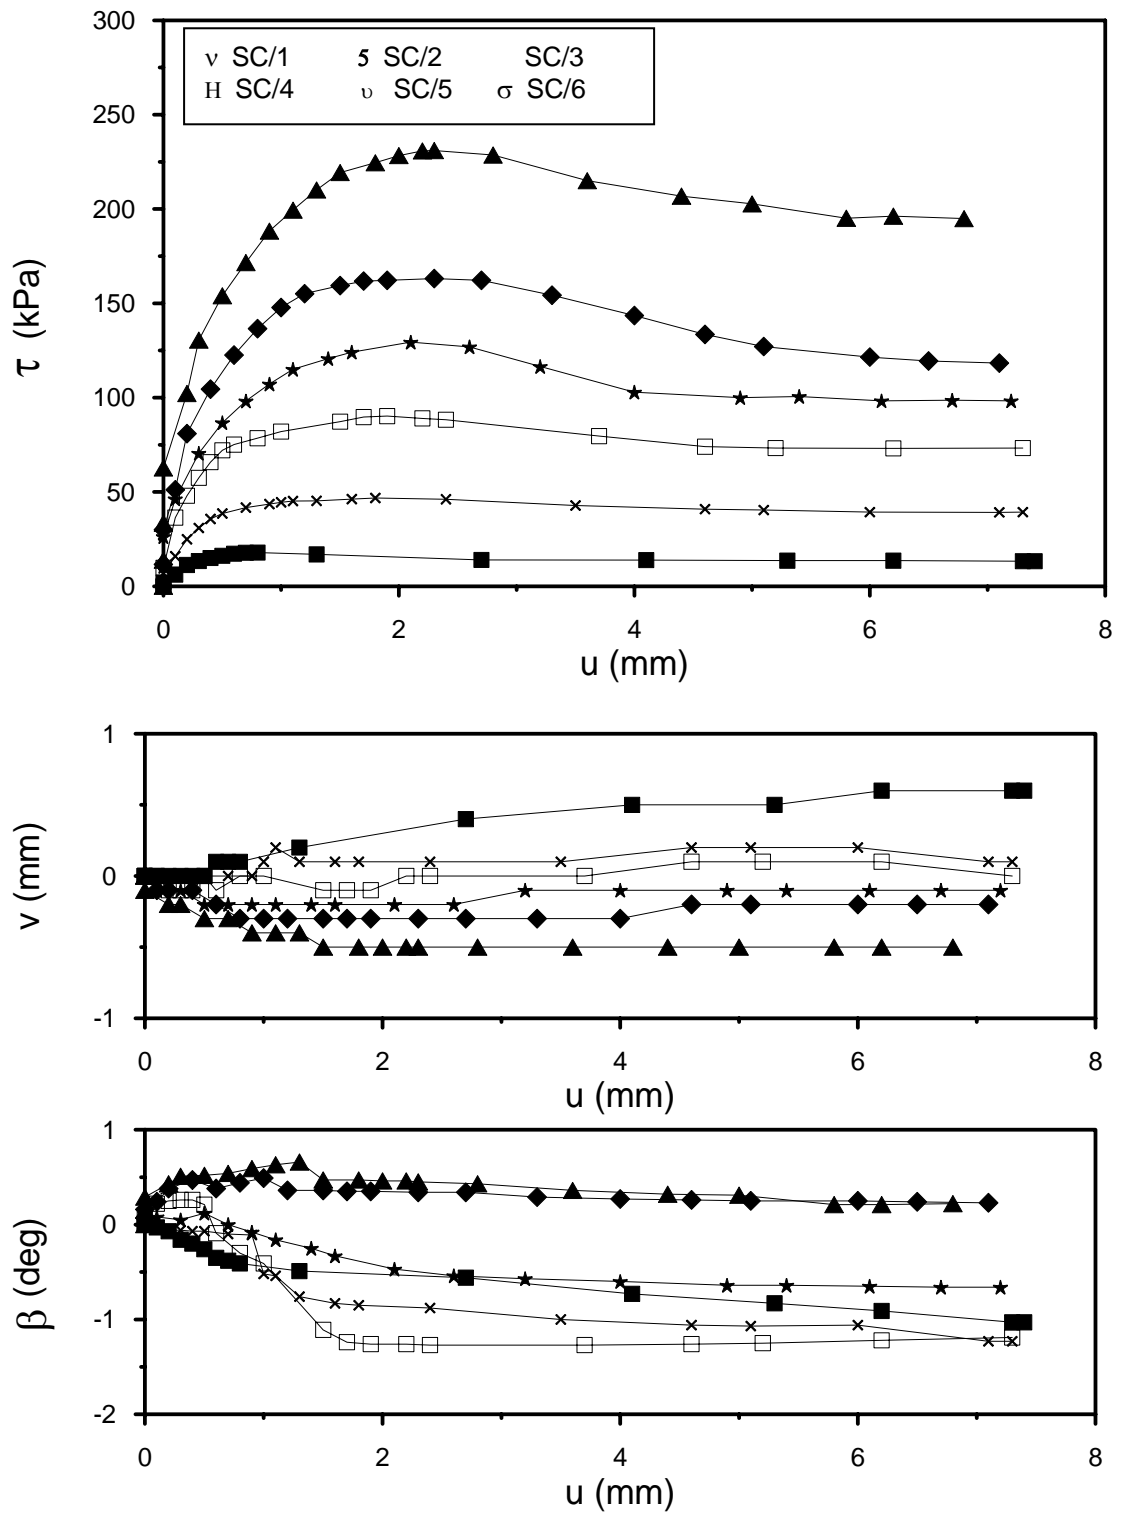 300
ν SC/1 5 SC/2 SC/3
Η SC/4 υ SC/5 σ SC/6
250
200
150
100
50
0
τ (kPa)
0 2 4 6 8
u (mm)
1
0
-1
v (mm)
0 2 4 6 8
u (mm)
1
0
-1
-2
β (deg)
0 2 4 6 8
u (mm)